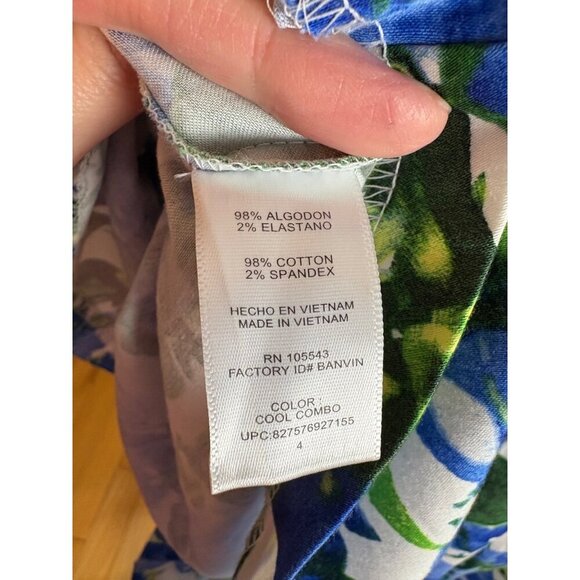 98% ALGODON
2% ELASTANO
98% COTTON
2% SPANDEX
HECHO EN VIETNAM
MADE IN VIETNAM
RN 105543
FACTORY ID# BANVIN
COLOR :
COOL COMBO
UPC:827576927155
4